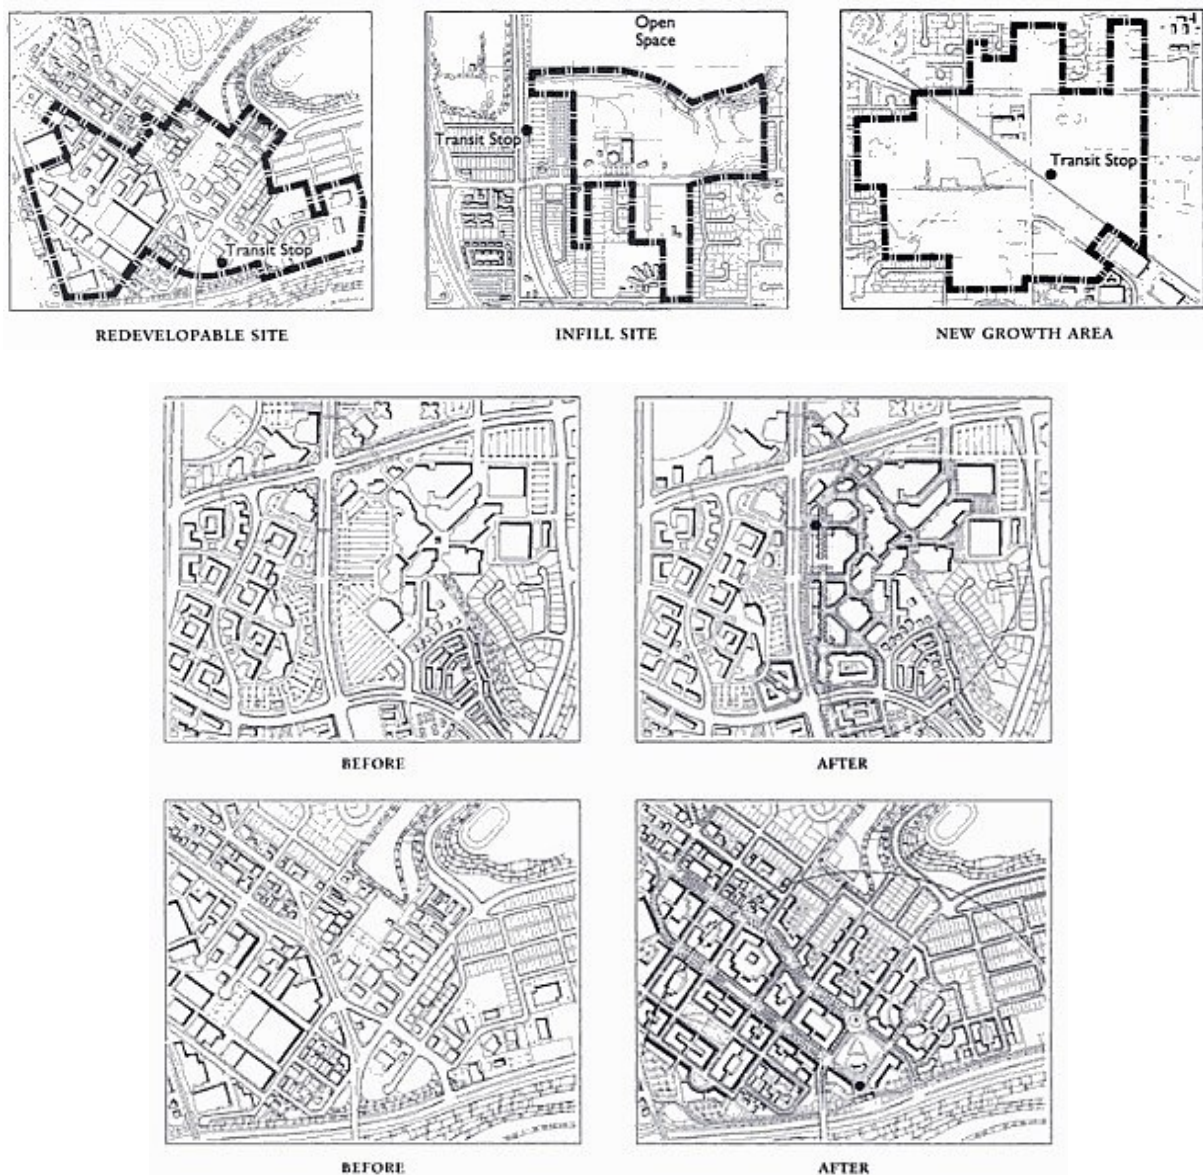 Open
Space
Transit Stop
Transit Stop
Transit Stop
REDEVELOPABLE SITE
INFILL SITE
NEW GROWTH AREA
BEFORE
AFTER
BEFORE
AFTER